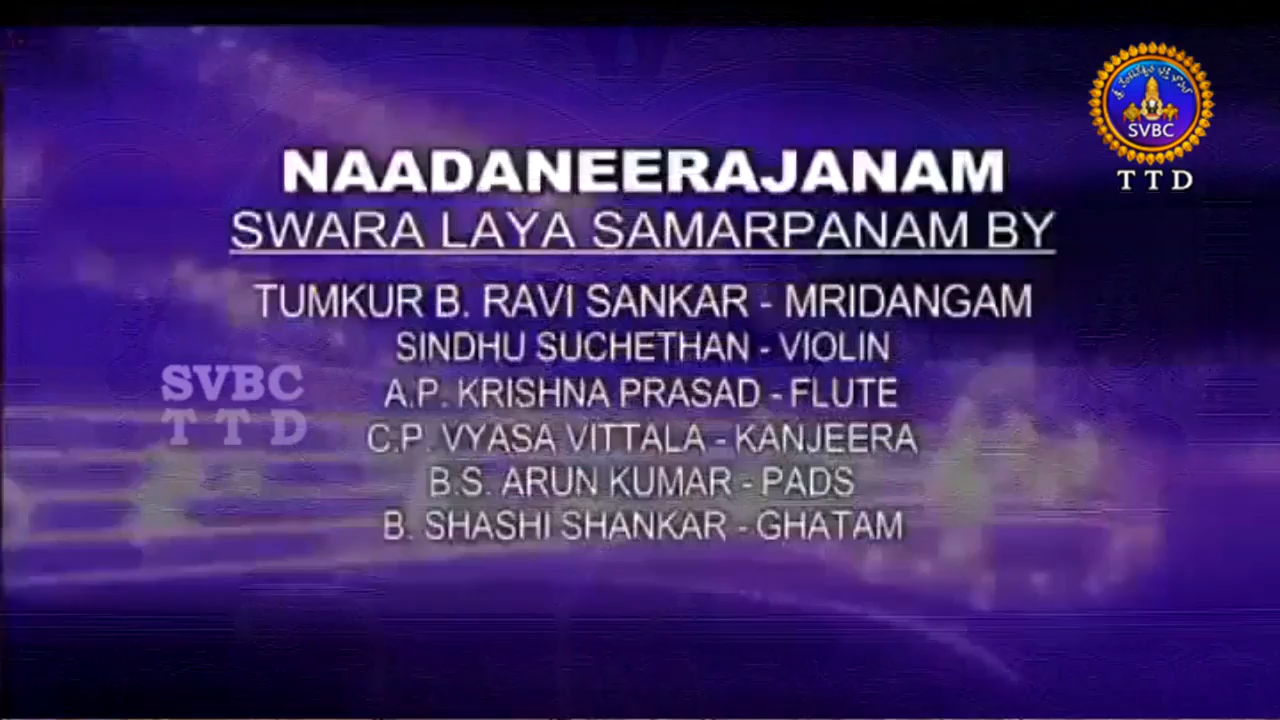 NAADANEERAJANAM
SWARA LAYA SAMARPANAM BY
TUMKUR B. RAVI SANKAR - MRIDANGAM
SINDHU SUCHETHAN - VIOLIN
A.P. KRISHNA PRASAD - FLUTE
C.P. VYASA VITTALA - KANJEERA
B.S. ARUN KUMAR - PADS
B. SHASHI SHANKAR - GHATAM
SVBC
TTD
SVBC
TTD